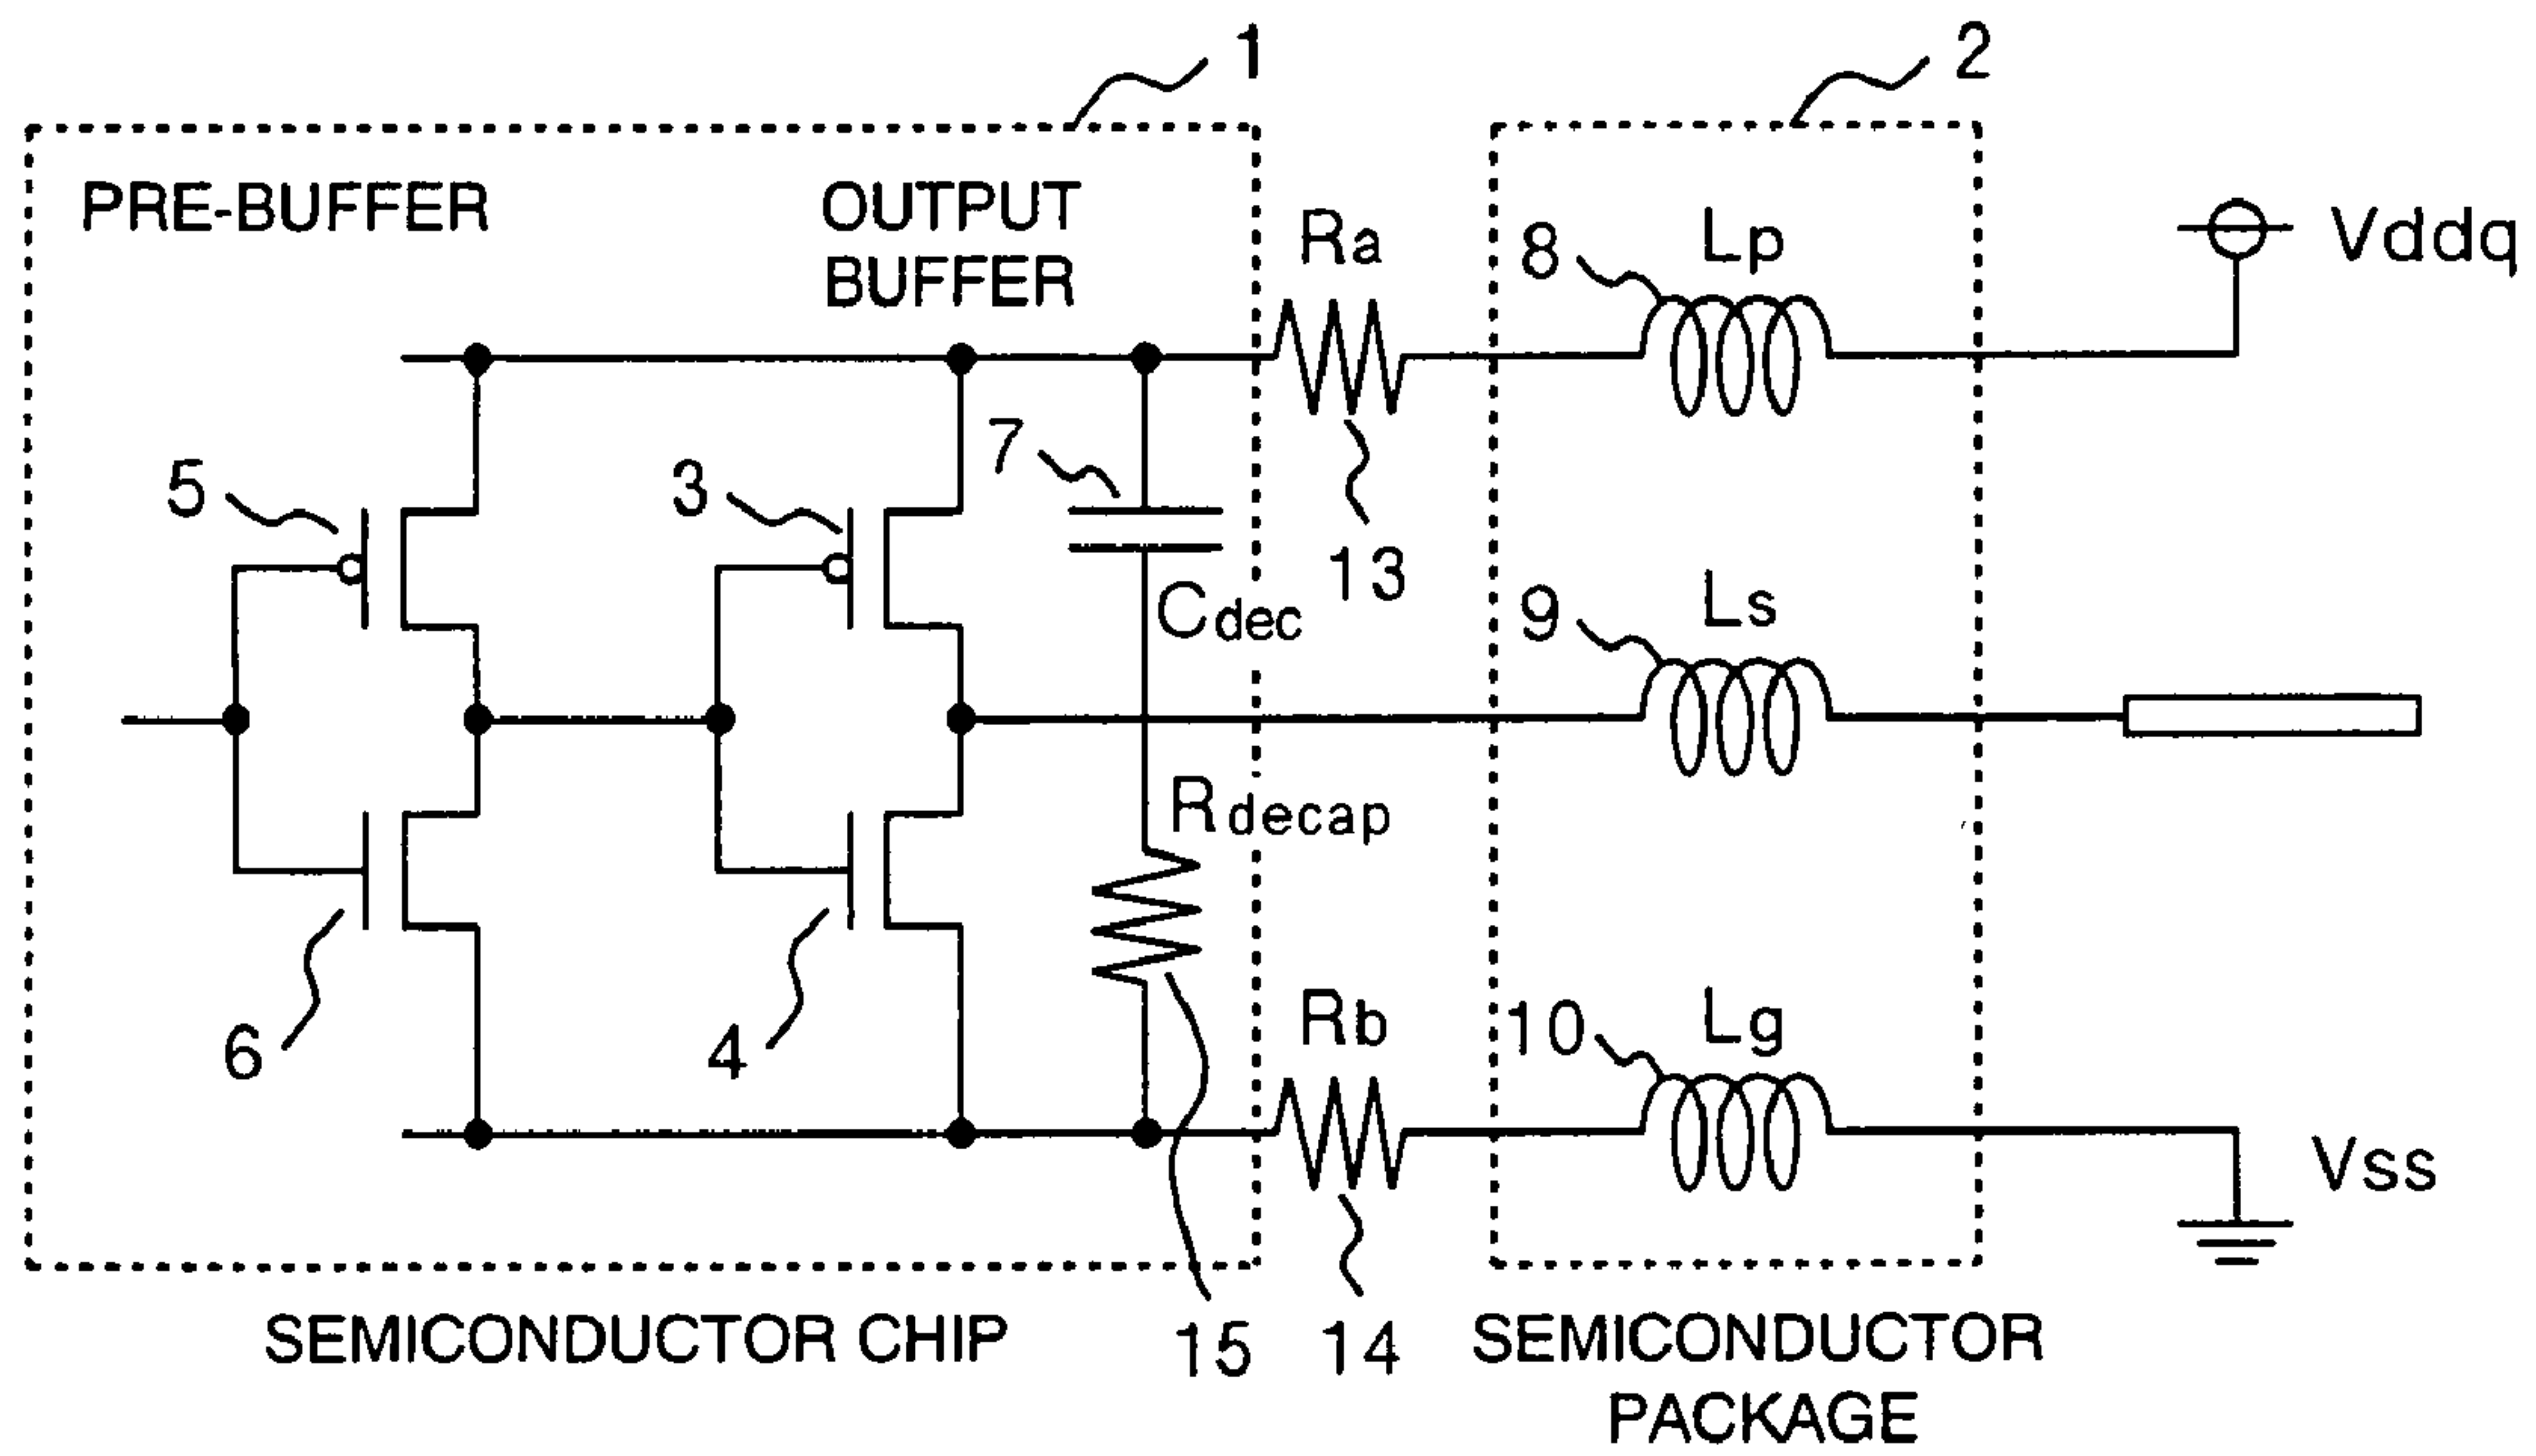 1
2
PRE-BUFFER
OUTPUT
BUFFER
Ra
8
Lp
Vddq
5
3
7
13
Cdec
9
Ls
Rdecap
6
4
Rb
10
Lg
Vss
SEMICONDUCTOR CHIP
15
14
SEMICONDUCTOR
PACKAGE